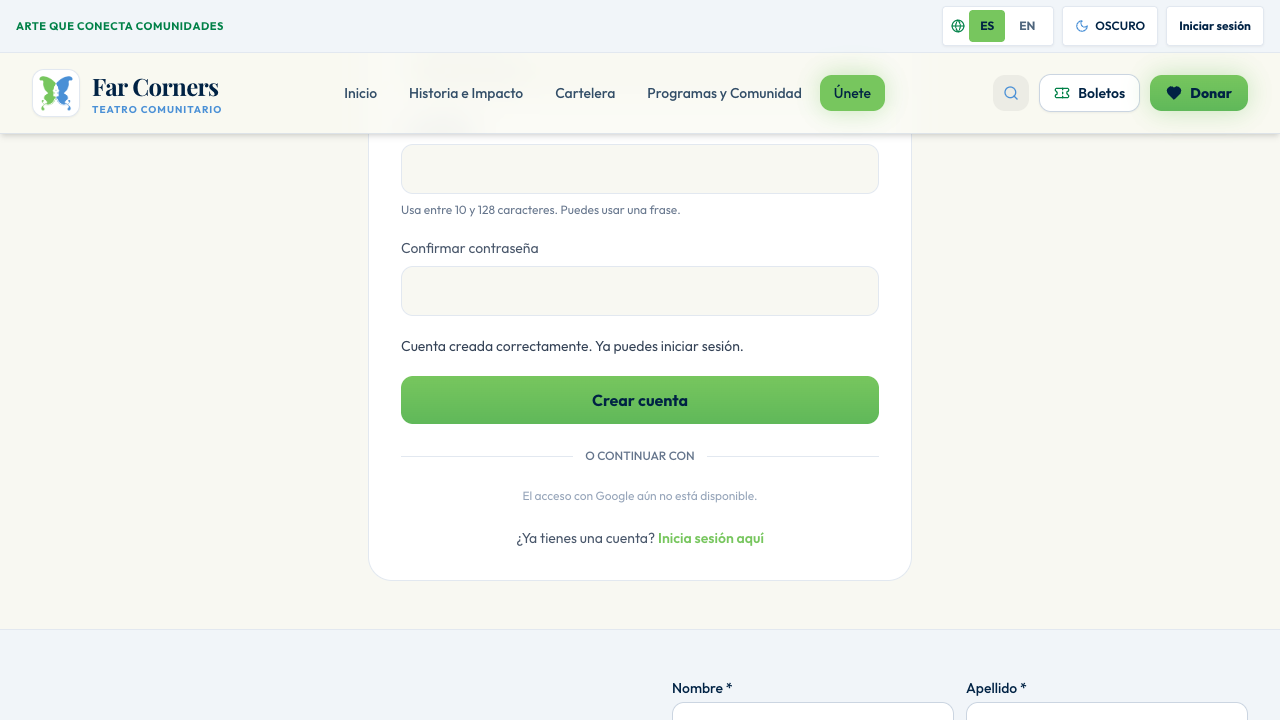 ARTE QUE CONECTA COMUNIDADES
ES
EN
OSCURO
Iniciar sesión
Far Corners
TEATRO COMUNITARIO
Inicio
Historia e Impacto
Cartelera
Programas y Comunidad
Únete
Boletos
Donar
Usa entre 10 y 128 caracteres. Puedes usar una frase.
Confirmar contraseña
Cuenta creada correctamente. Ya puedes iniciar sesión.
Crear cuenta
O CONTINUAR CON
El acceso con Google aún no está disponible.
¿Ya tienes una cuenta? Inicia sesión aquí
Nombre *
Apellido *